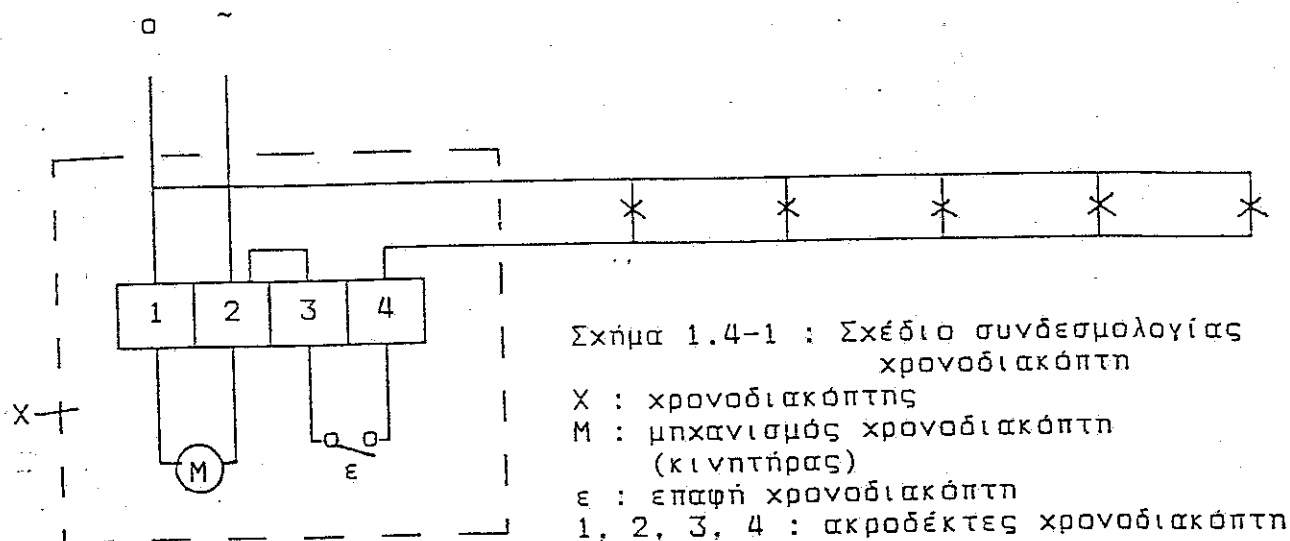 ο ~
1 2 3 4
Χ
Μ
ε
Σχήμα 1.4-1 : Σχέδιο συνδεσμολογίας
χρονοδιακόπτη
Χ : χρονοδιακόπτης
Μ : μηχανισμός χρονοδιακόπτη
(κινητήρας)
ε : επαφή χρονοδιακόπτη
1, 2, 3, 4 : ακροδέκτες χρονοδιακόπτη